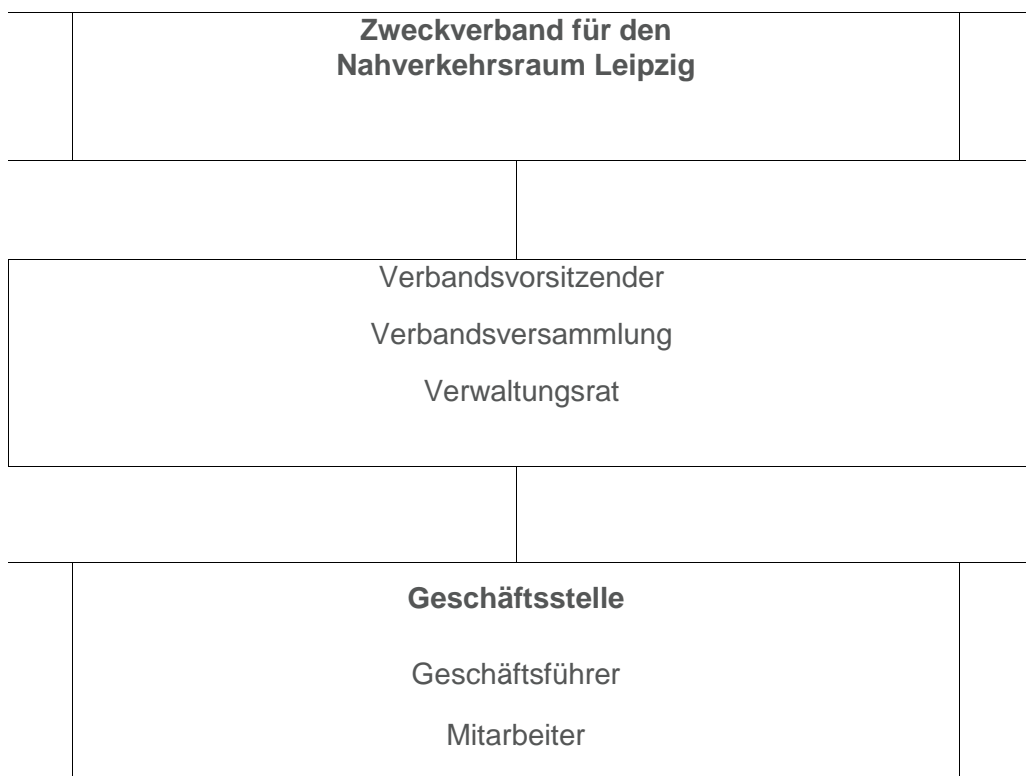 Zweckverband für den
Nahverkehrsraum Leipzig
Verbandsvorsitzender
Verbandsversammlung
Verwaltungsrat
Geschäftsstelle
Geschäftsführer
Mitarbeiter